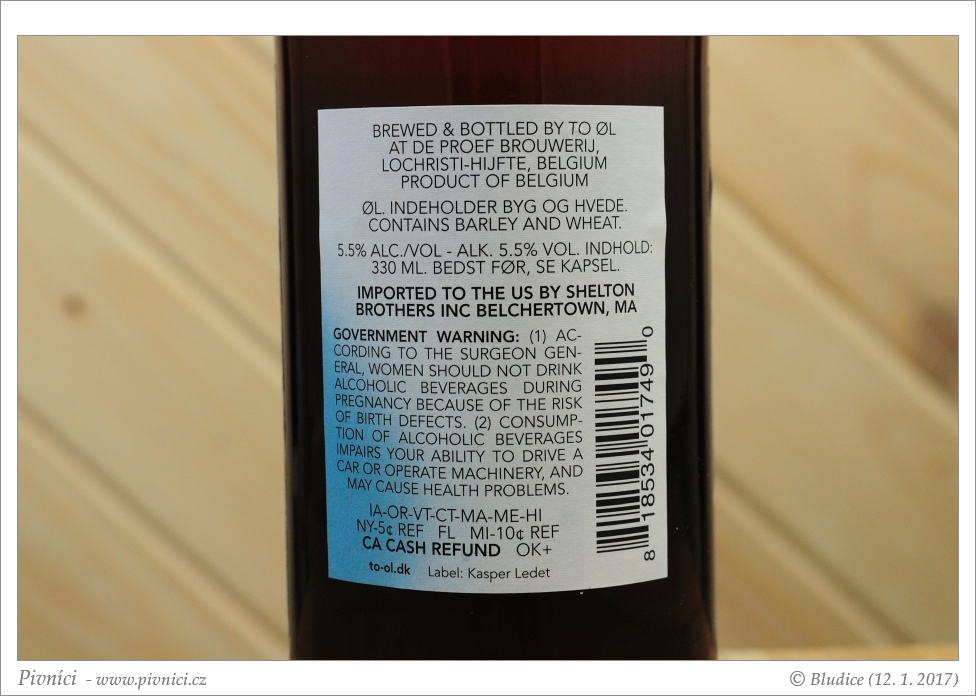 BREWED & BOTTLED BY TO ØL
AT DE PROEF BROUWERIJ,
LOCHRISTI-HIJFTE, BELGIUM
PRODUCT OF BELGIUM
ØL. INDEHOLDER BYG OG HVEDE.
CONTAINS BARLEY AND WHEAT.
5.5% ALC./VOL - ALK. 5.5% VOL. INDHOLD:
330 ML. BEDST FØR, SE KAPSEL.
IMPORTED TO THE US BY SHELTON
BROTHERS INC BELCHERTOWN, MA
GOVERNMENT WARNING: (1) AC-
CORDING TO THE SURGEON GEN-
ERAL, WOMEN SHOULD NOT DRINK
ALCOHOLIC BEVERAGES DURING
PREGNANCY BECAUSE OF THE RISK
OF BIRTH DEFECTS. (2) CONSUMP-
TION OF ALCOHOLIC BEVERAGES
IMPAIRS YOUR ABILITY TO DRIVE A
CAR OR OPERATE MACHINERY, AND
MAY CAUSE HEALTH PROBLEMS.
8 18534 01749 0
IA-OR-VT-CT-MA-ME-HI
NY-5¢ REF FL MI-10¢ REF
CA CASH REFUND OK+
to-ol.dk Label: Kasper Ledet
Pivníci - www.pivnici.cz
© Bludice (12. 1. 2017)